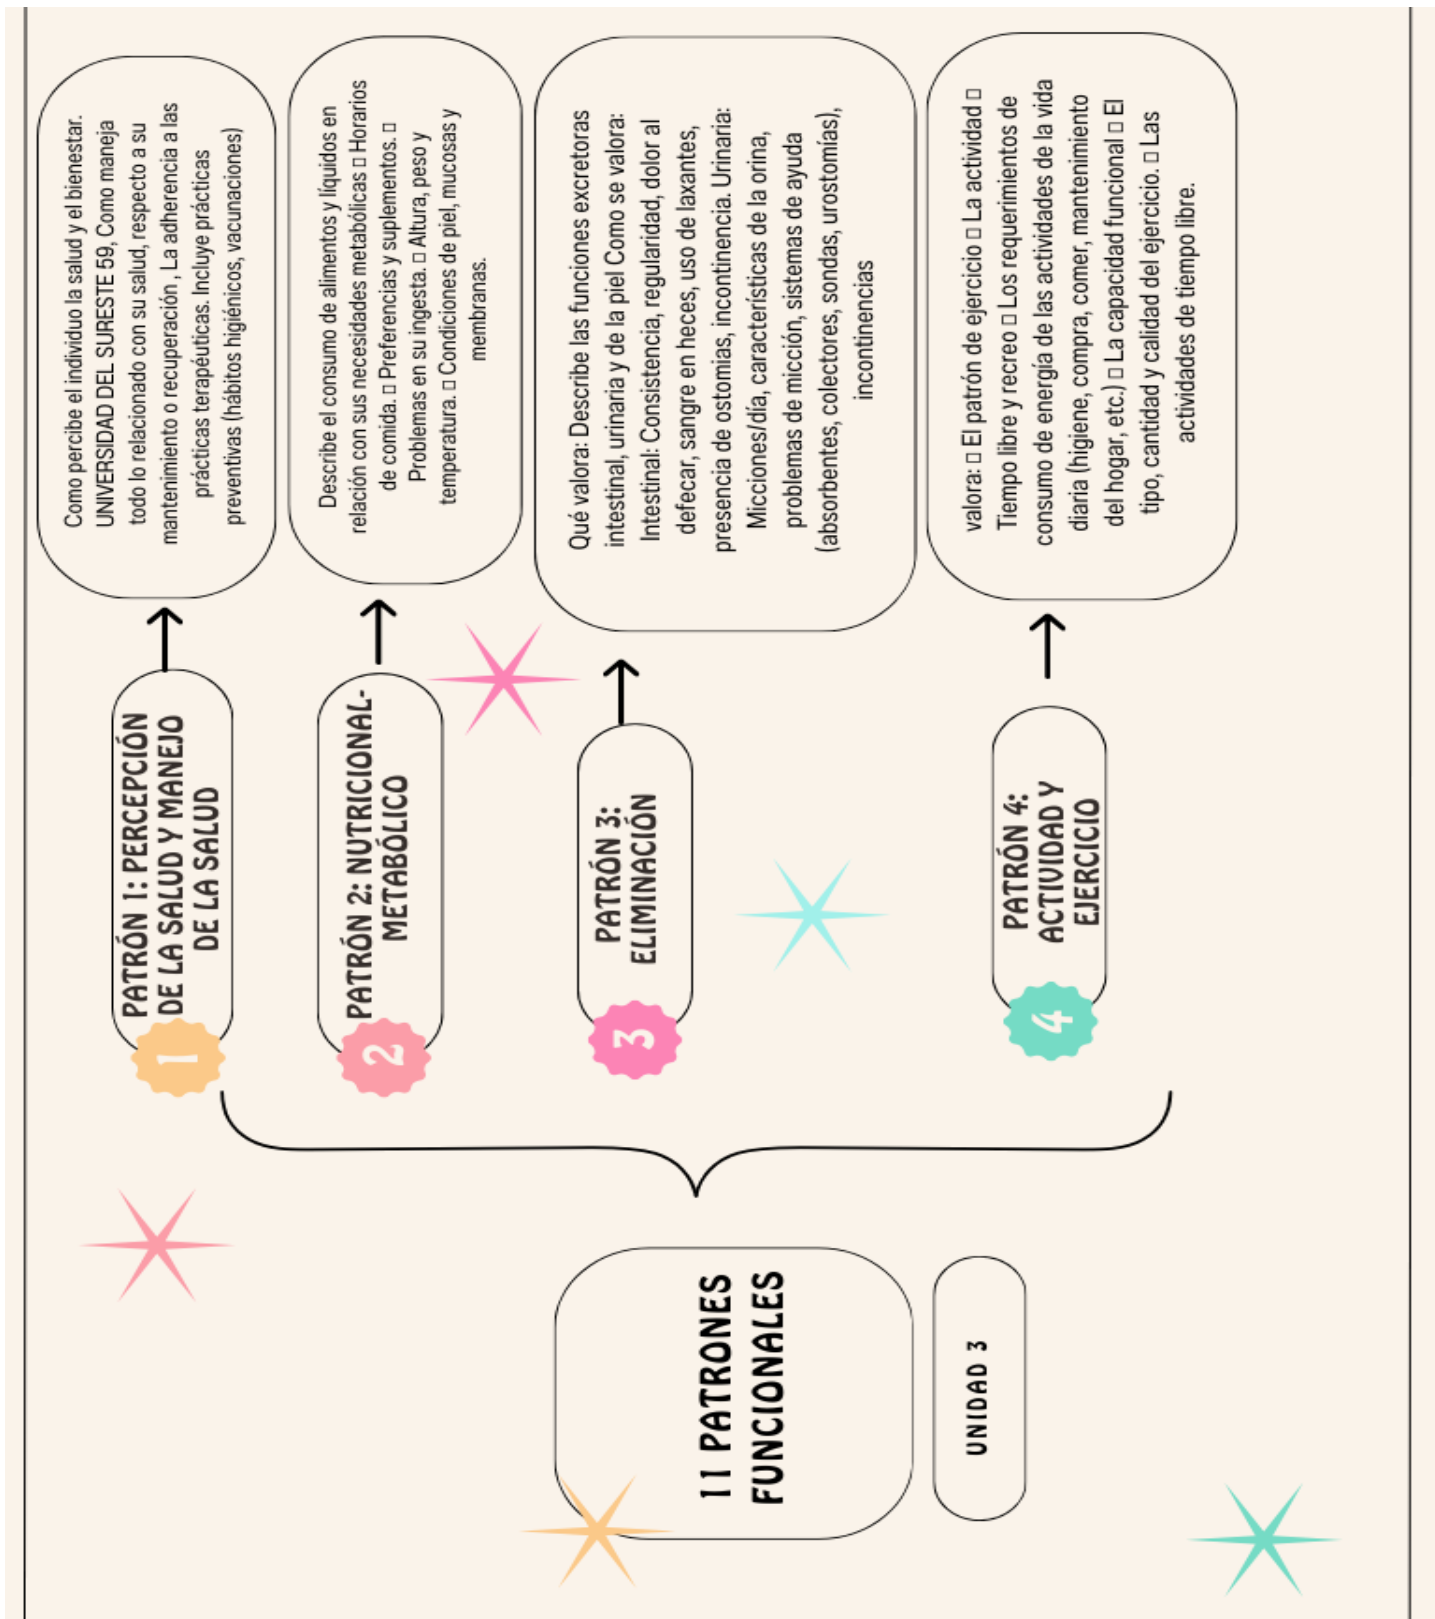 11 PATRONES
FUNCIONALES
UNIDAD 3
1
PATRÓN 1: PERCEPCIÓN
DE LA SALUD Y MANEJO
DE LA SALUD
Como percibe el individuo la salud y el bienestar.
UNIVERSIDAD DEL SURESTE 59, Como maneja
todo lo relacionado con su salud, respecto a su
mantenimiento o recuperación , La adherencia a las
prácticas terapéuticas. Incluye prácticas
preventivas (hábitos higiénicos, vacunaciones)
2
PATRÓN 2: NUTRICIONAL-
METABÓLICO
Describe el consumo de alimentos y líquidos en
relación con sus necesidades metabólicas ▯ Horarios
de comida. ▯ Preferencias y suplementos. ▯
Problemas en su ingesta. ▯ Altura, peso y
temperatura. ▯ Condiciones de piel, mucosas y
membranas.
3
PATRÓN 3:
ELIMINACIÓN
Qué valora: Describe las funciones excretoras
intestinal, urinaria y de la piel Como se valora:
Intestinal: Consistencia, regularidad, dolor al
defecar, sangre en heces, uso de laxantes,
presencia de ostomias, incontinencia. Urinaria:
Micciones/día, características de la orina,
problemas de micción, sistemas de ayuda
(absorbentes, colectores, sondas, urostomías),
incontinencias
4
PATRÓN 4:
ACTIVIDAD Y
EJERCICIO
valora: ▯ El patrón de ejercicio ▯ La actividad ▯
Tiempo libre y recreo ▯ Los requerimientos de
consumo de energía de las actividades de la vida
diaria (higiene, compra, comer, mantenimiento
del hogar, etc.) ▯ La capacidad funcional ▯ El
tipo, cantidad y calidad del ejercicio. ▯ Las
actividades de tiempo libre.